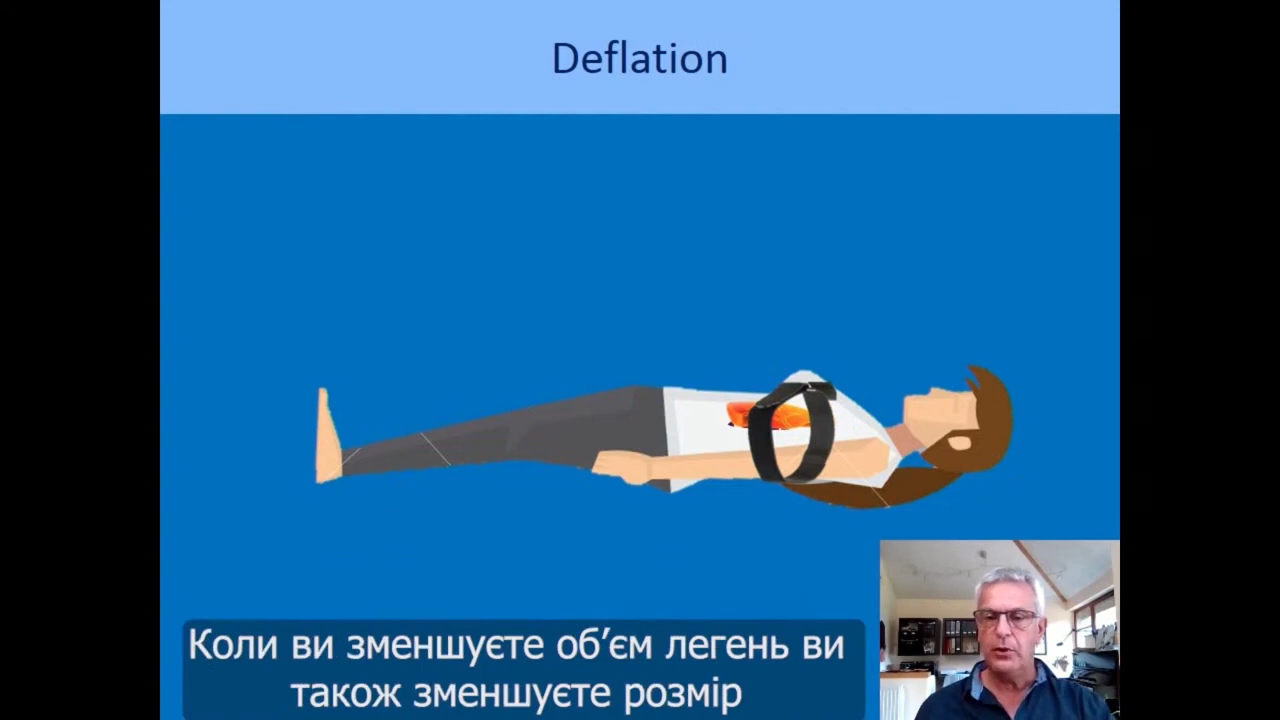 Deflation
Коли ви зменшуєте об’єм легень ви
також зменшуєте розмір